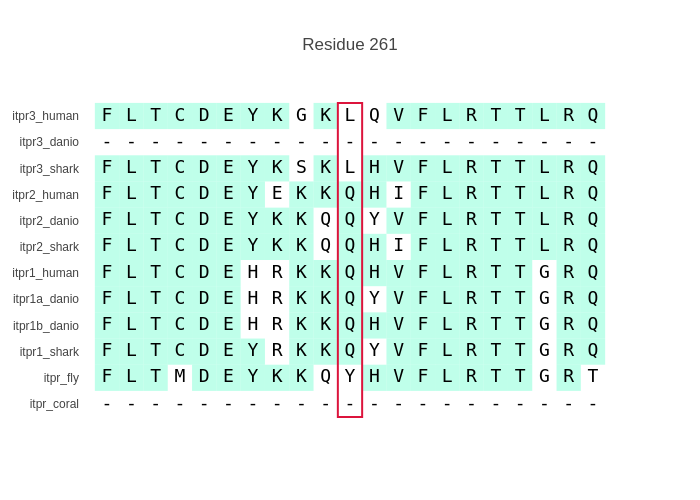 Residue 261
itpr3_human F L T C D E Y K G K L Q V F L R T T L R Q
itpr3_danio - - - - - - - - - - - - - - - - - - - - -
itpr3_shark F L T C D E Y K S K L H V F L R T T L R Q
itpr2_human F L T C D E Y E K K Q H I F L R T T L R Q
itpr2_danio F L T C D E Y K K Q Q Y V F L R T T L R Q
itpr2_shark F L T C D E Y K K Q Q H I F L R T T L R Q
itpr1_human F L T C D E H R K K Q H V F L R T T G R Q
itpr1a_danio F L T C D E H R K K Q Y V F L R T T G R Q
itpr1b_danio F L T C D E H R K K Q H V F L R T T G R Q
itpr1_shark F L T C D E Y R K K Q Y V F L R T T G R Q
itpr_fly F L T M D E Y K K Q Y H V F L R T T G R T
itpr_coral - - - - - - - - - - - - - - - - - - - - -